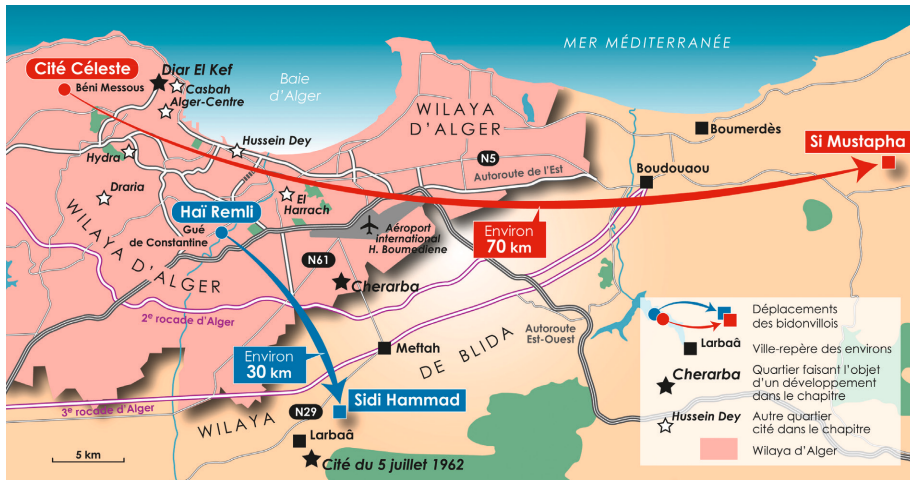 MER MÉDITERRANÉE
Cité Céleste
Béni Messous
Diar El Kef
Casbah
Alger-Centre
Baie
d'Alger
WILAYA
D'ALGER
Boumerdès
Si Mustapha
Hussein Dey
Hydra
N5
Autoroute de l'Est
Boudouaou
Draria
El
Harrach
Haï Remli
Gué
de Constantine
Aéroport
international
H. Boumediene
Environ
70 km
WILAYA D'ALGER
N61
Cherarba
2e rocade d'Alger
Autoroute
Est-Ouest
Environ
30 km
Meftah
WILAYA DE BLIDA
3e rocade d'Alger
N29
Sidi Hammad
Larbaâ
Cité du 5 juillet 1962
5 km
Déplacements
des bidonvillois
Larbaâ
Ville-repère des environs
Cherarba
Quartier faisant l'objet
d'un développement
dans le chapitre
Hussein Dey
Autre quartier
cité dans le chapitre
Wilaya d'Alger